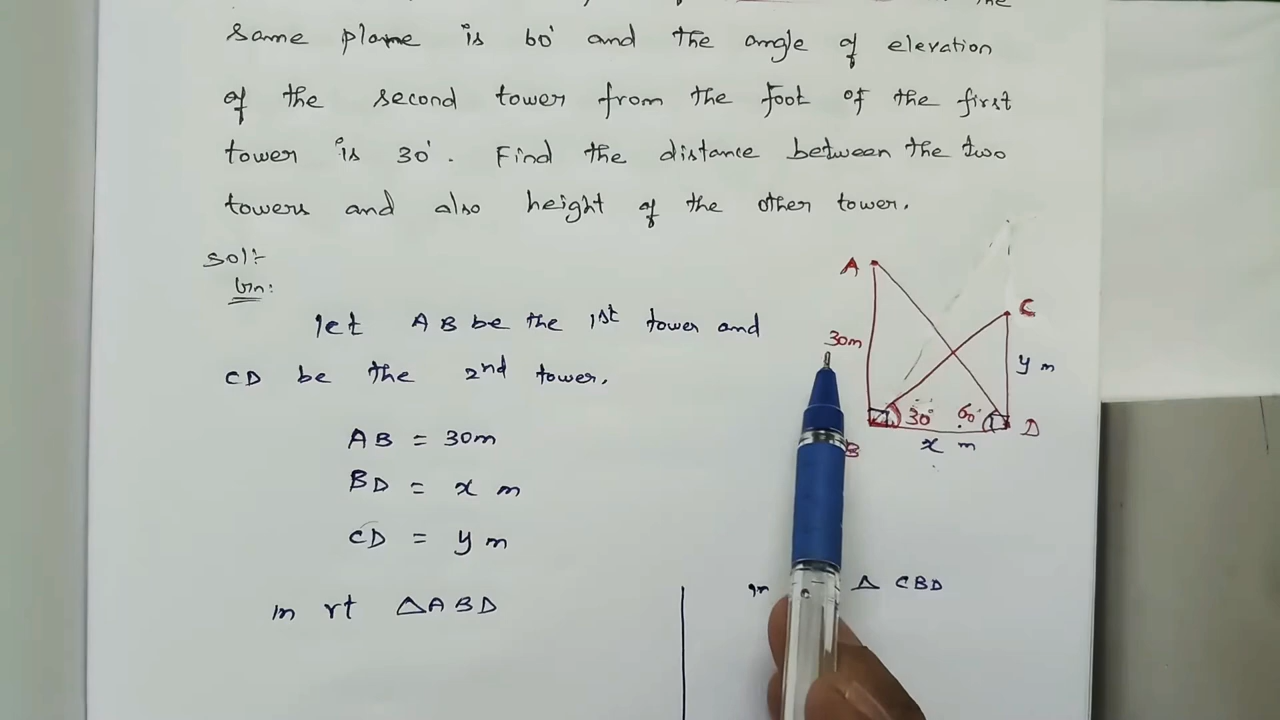 the
same plane is 60° and the angle of elevation
of the second tower from the foot of the first
tower is 30°. Find the distance between the two
towers and also height of the other tower.
Sol:-
Gn:
let AB be the 1st tower and
CD be the 2nd tower.
AB = 30m
BD = x m
CD = y m
in rt △ABD
A
C
30m
y m
30° 60°
B
x m
D
in
△ CBD